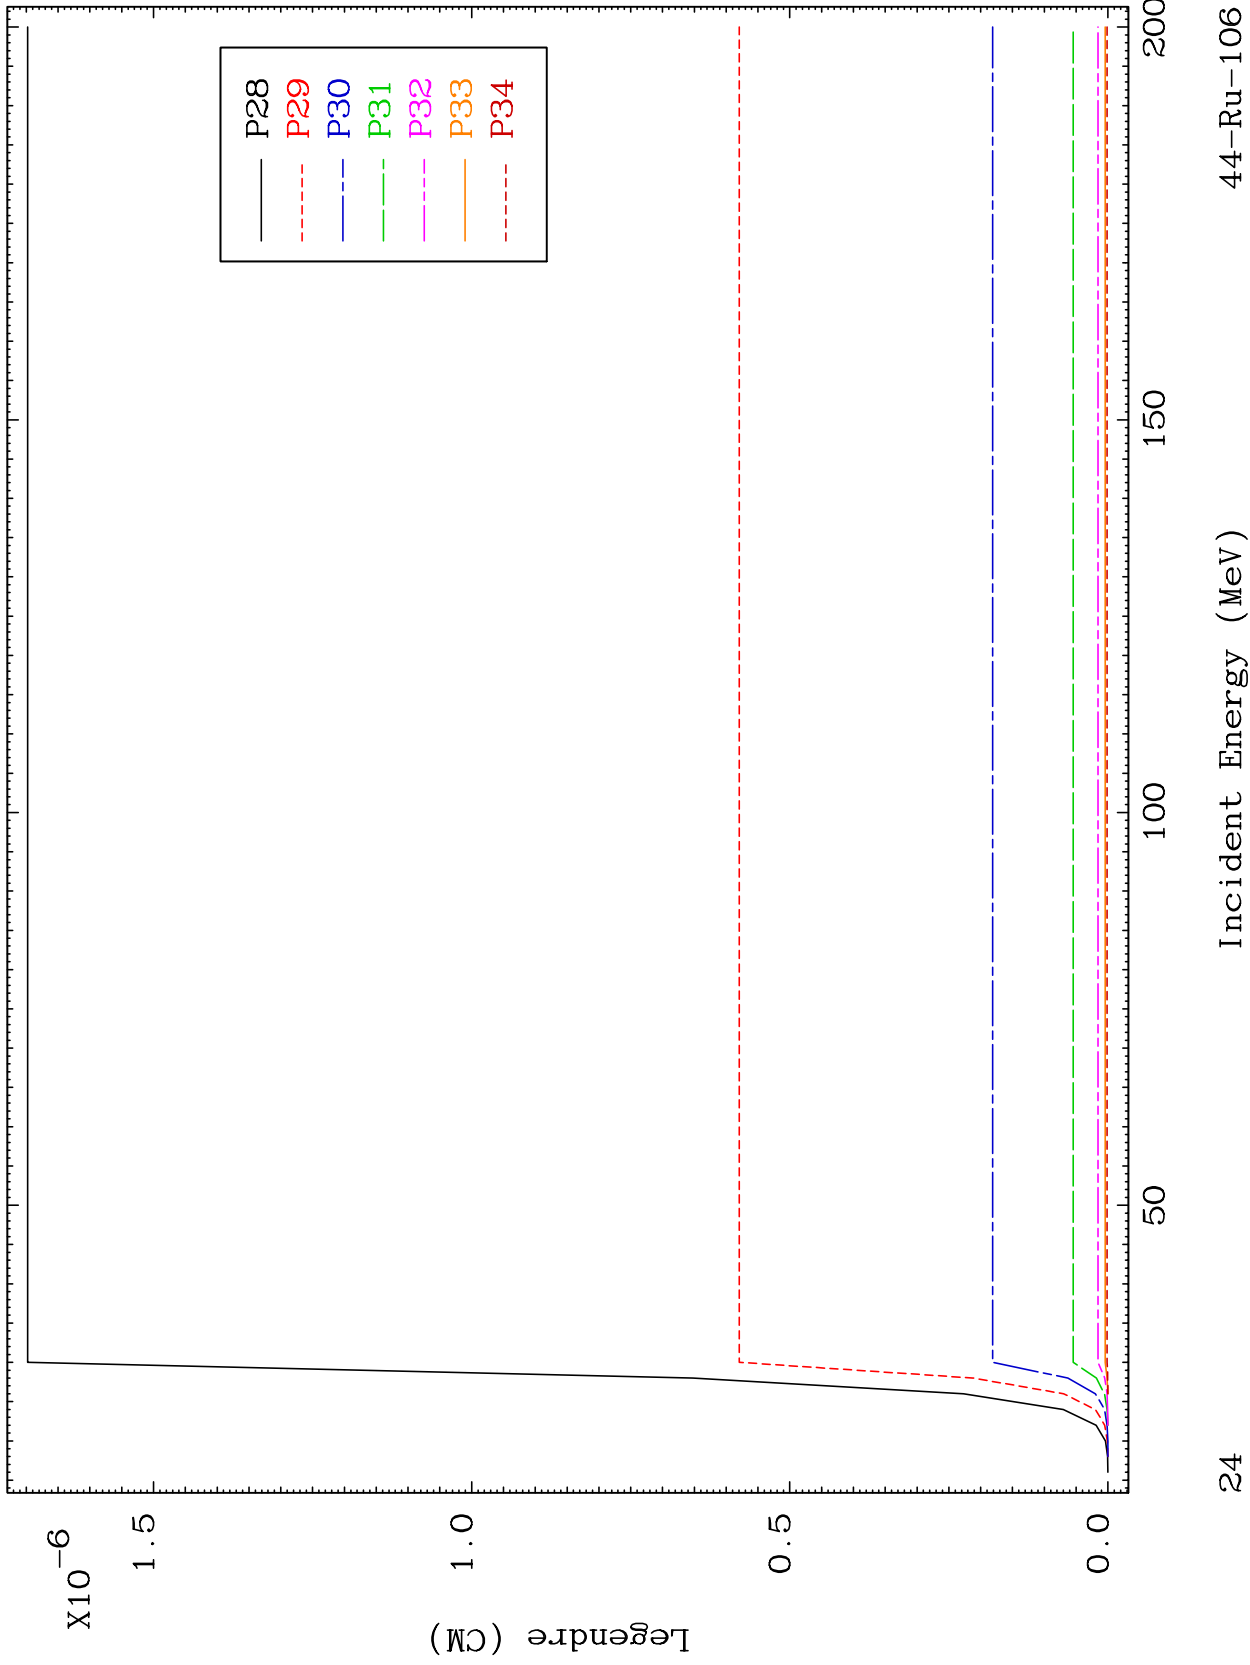 X10-6
1.5
1.0
0.5
0.0
Legendre (CM)
P28
P29
P30
P31
P32
P33
P34
50
100
150
200
Incident Energy (MeV)
24
44-Ru-106